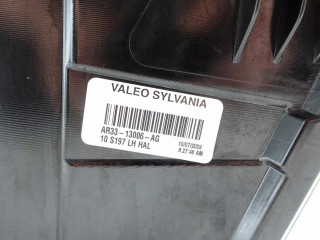 VALEO SYLVANIA
AR33-13006-AG
10 S197 LH HAL
10/07/2009
8:27:46 AM